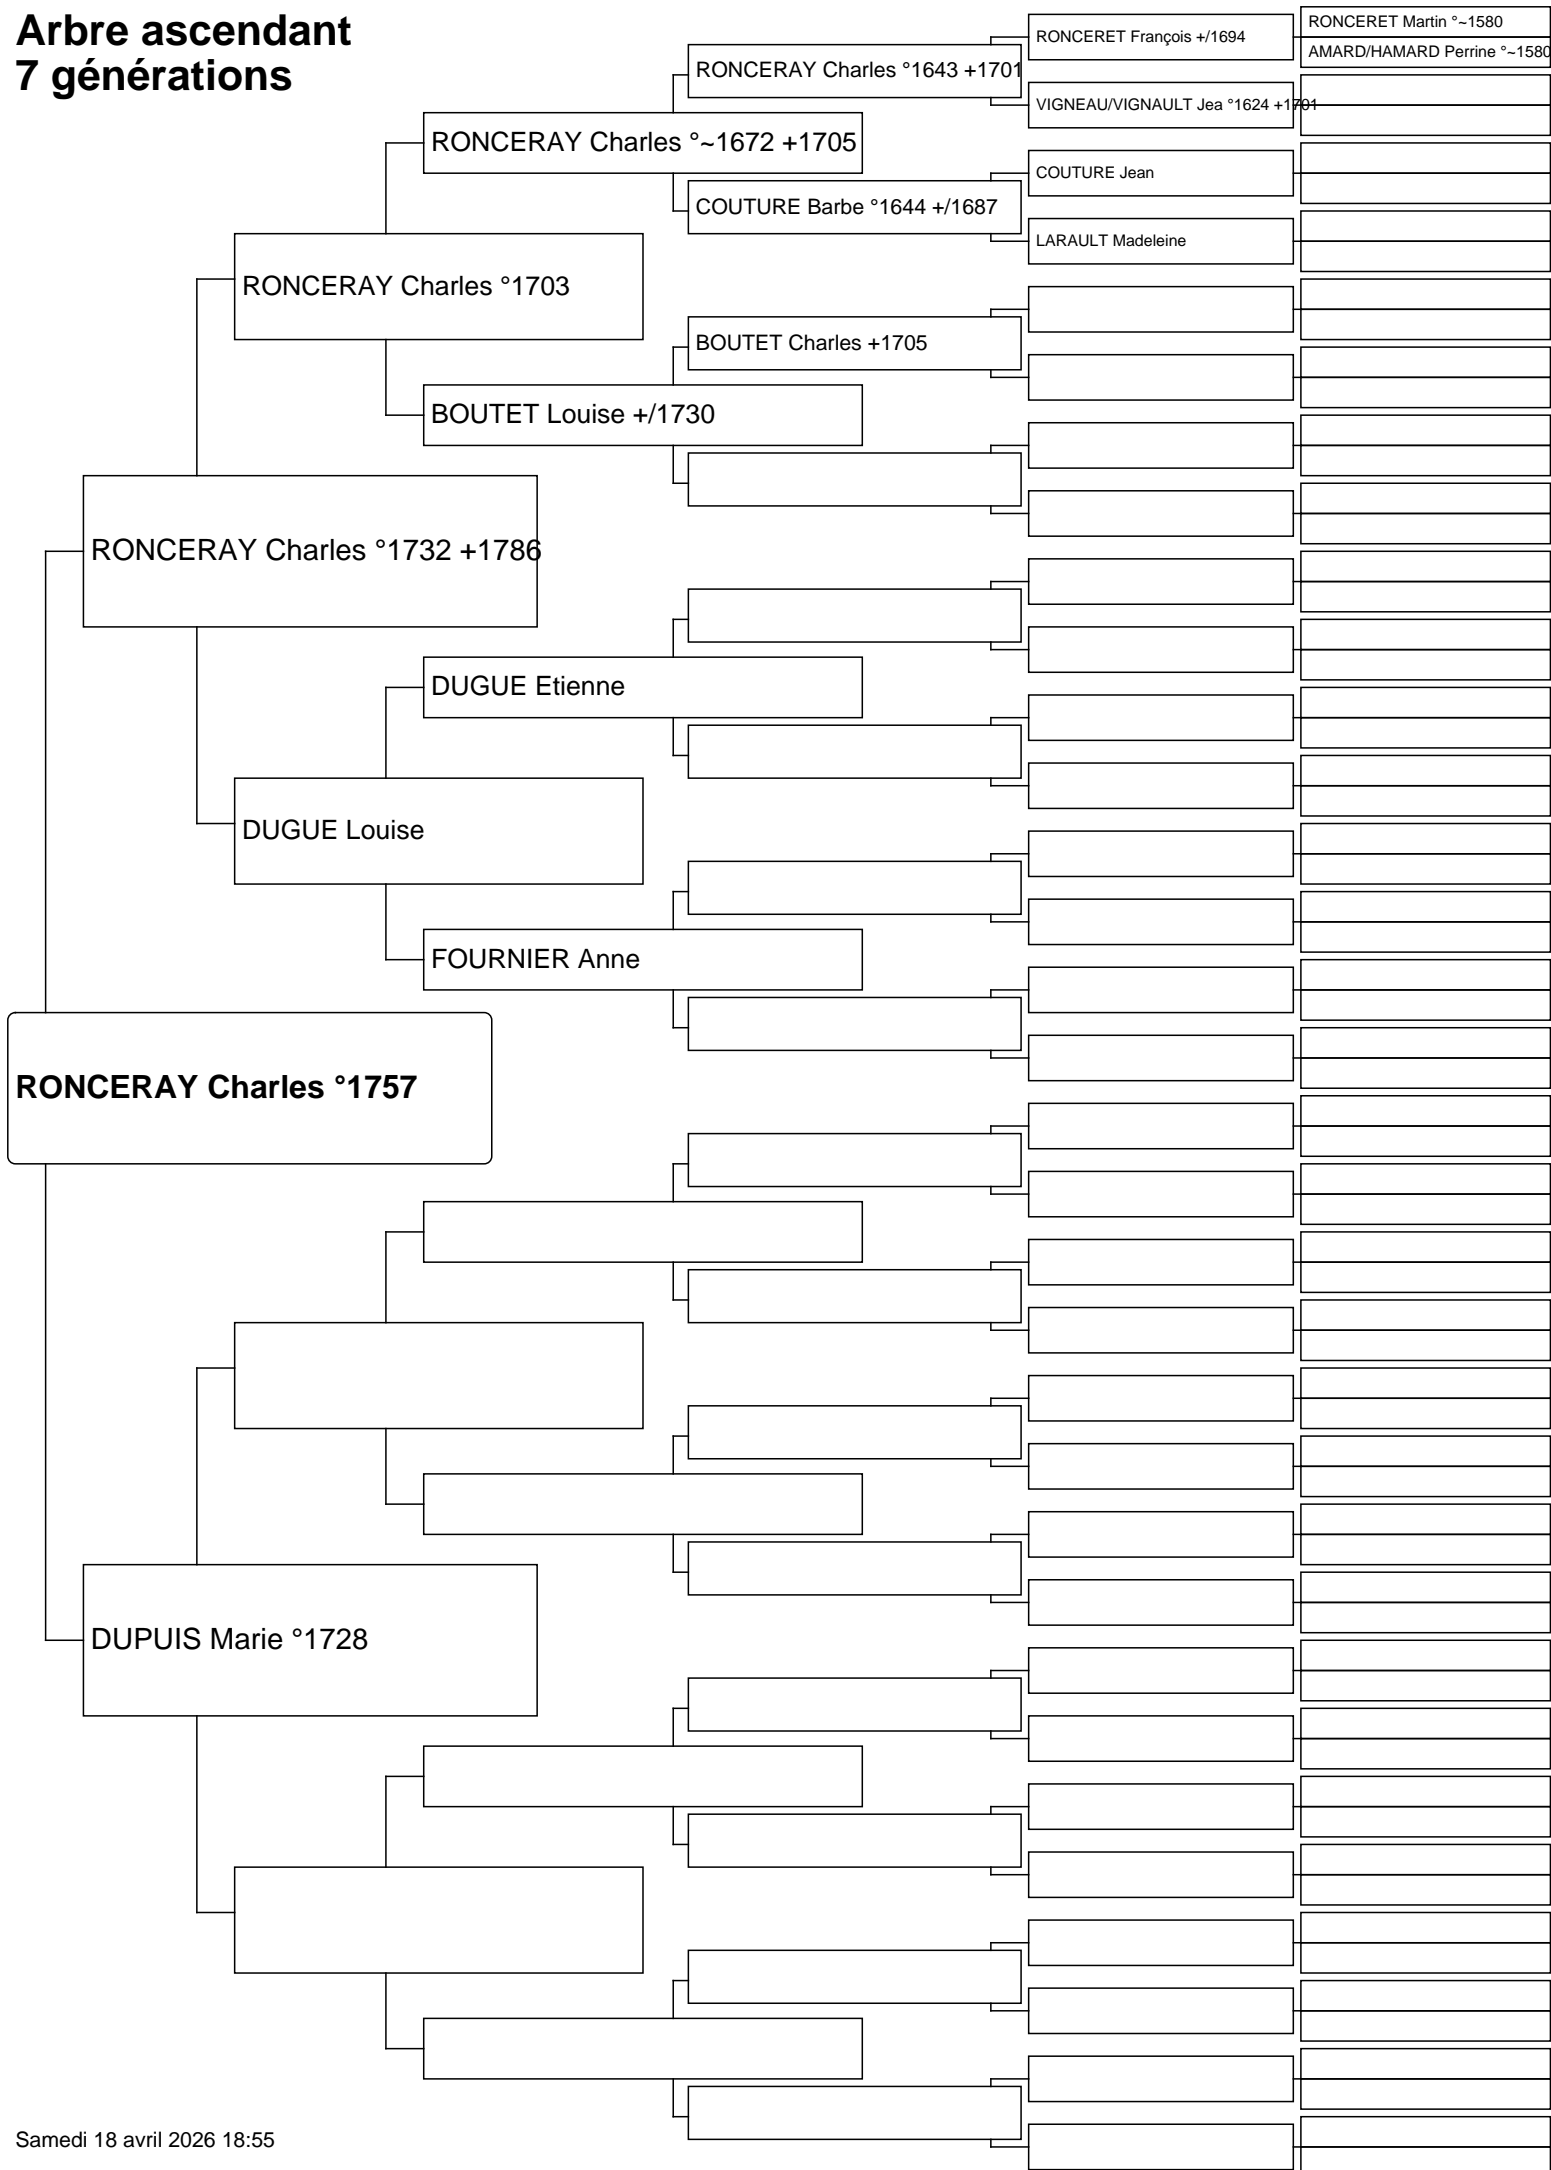 Arbre ascendant
7 générations
RONCERET Martin °~1580
RONCERET François +/1694
AMARD/HAMARD Perrine °~1580
RONCERAY Charles °1643 +1701
VIGNEAU/VIGNAULT Jea °1624 +1701
RONCERAY Charles °~1672 +1705
COUTURE Jean
COUTURE Barbe °1644 +/1687
LARAULT Madeleine
RONCERAY Charles °1703
BOUTET Charles +1705
BOUTET Louise +/1730
RONCERAY Charles °1732 +1786
DUGUE Etienne
DUGUE Louise
FOURNIER Anne
RONCERAY Charles °1757
DUPUIS Marie °1728
Samedi 18 avril 2026 18:55